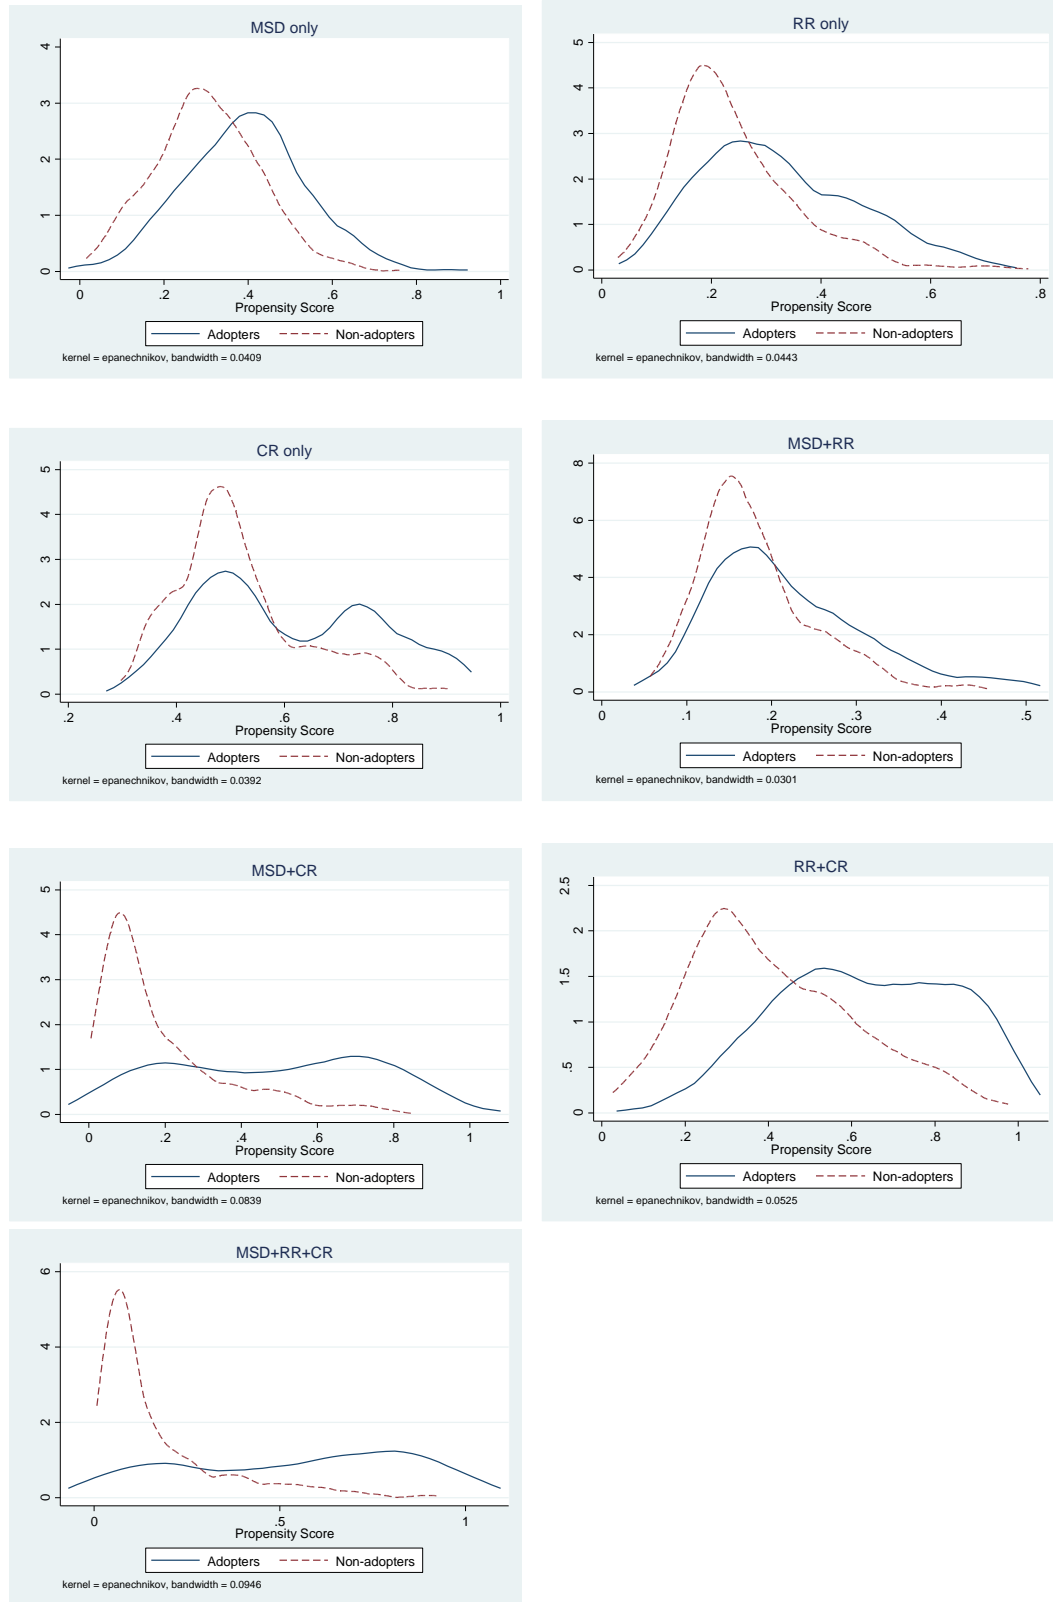 MSD only
4
3
2
1
0
0 .2 .4 .6 .8 1
Propensity Score
Adopters Non-adopters
kernel = epanechnikov, bandwidth = 0.0409
RR only
5
4
3
2
1
0
0 .2 .4 .6 .8
Propensity Score
Adopters Non-adopters
kernel = epanechnikov, bandwidth = 0.0443
CR only
5
4
3
2
1
0
.2 .4 .6 .8 1
Propensity Score
Adopters Non-adopters
kernel = epanechnikov, bandwidth = 0.0392
MSD+RR
8
6
4
2
0
0 .1 .2 .3 .4 .5
Propensity Score
Adopters Non-adopters
kernel = epanechnikov, bandwidth = 0.0301
MSD+CR
5
4
3
2
1
0
0 .2 .4 .6 .8 1
Propensity Score
Adopters Non-adopters
kernel = epanechnikov, bandwidth = 0.0839
RR+CR
2.5
2
1.5
1
.5
0
0 .2 .4 .6 .8 1
Propensity Score
Adopters Non-adopters
kernel = epanechnikov, bandwidth = 0.0525
MSD+RR+CR
6
4
2
0
0 .5 1
Propensity Score
Adopters Non-adopters
kernel = epanechnikov, bandwidth = 0.0946